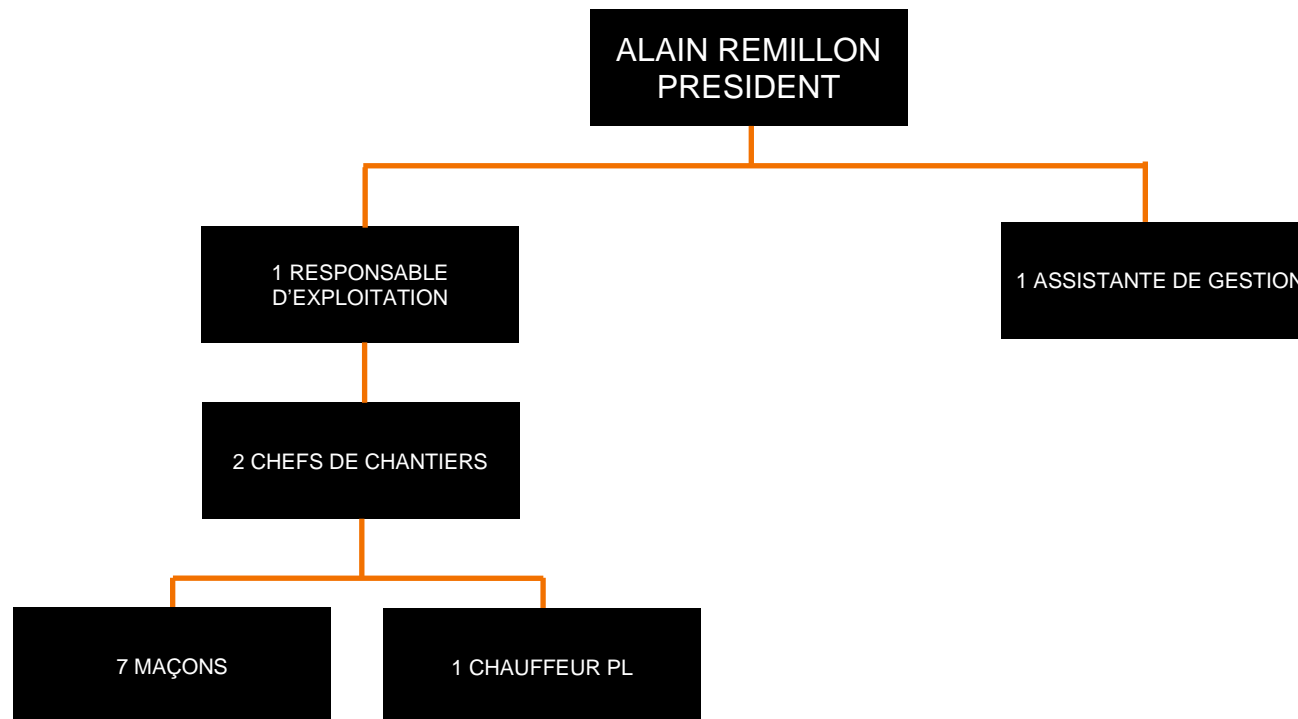 ALAIN REMILLON
PRESIDENT
1 RESPONSABLE
D’EXPLOITATION
1 ASSISTANTE DE GESTION
2 CHEFS DE CHANTIERS
7 MAÇONS
1 CHAUFFEUR PL